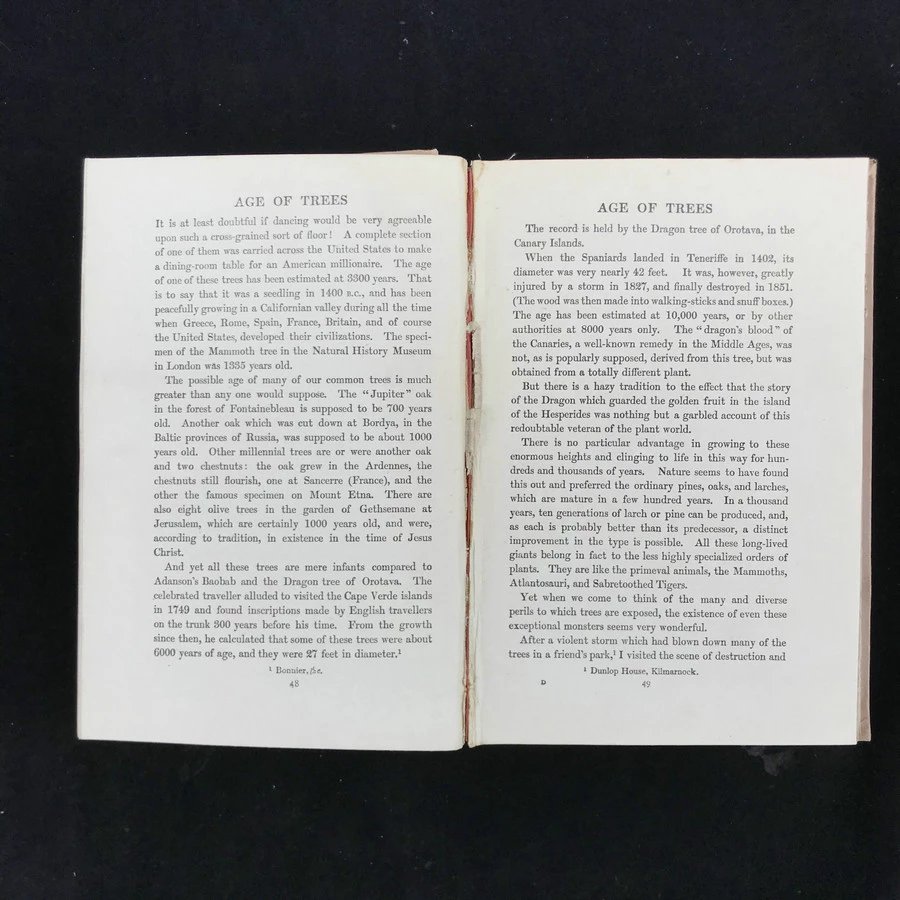 AGE OF TREES
It is at least doubtful if dancing would be very agreeable
upon such a cross-grained sort of floor! A complete section
of one of them was carried across the United States to make
a dining-room table for an American millionaire. The age
of one of these trees has been estimated at 3300 years. That
is to say that it was a seedling in 1400 B.C., and has been
peacefully growing in a Californian valley during all the time
when Greece, Rome, Spain, France, Britain, and of course
the United States, developed their civilizations. The speci-
men of the Mammoth tree in the Natural History Museum
in London was 1335 years old.
The possible age of many of our common trees is much
greater than any one would suppose. The "Jupiter" oak
in the forest of Fontainebleau is supposed to be 700 years
old. Another oak which was cut down at Bordya, in the
Baltic provinces of Russia, was supposed to be about 1000
years old. Other millennial trees are or were another oak
and two chestnuts: the oak grew in the Ardennes, the
chestnuts still flourish, one at Sancerre (France), and the
other the famous specimen on Mount Etna. There are
also eight olive trees in the garden of Gethsemane at
Jerusalem, which are certainly 1000 years old, and were,
according to tradition, in existence in the time of Jesus
Christ.
And yet all these trees are mere infants compared to
Adanson's Baobab and the Dragon tree of Orotava. The
celebrated traveller alluded to visited the Cape Verde islands
in 1749 and found inscriptions made by English travellers
on the trunk 300 years before his time. From the growth
since then, he calculated that some of these trees were about
6000 years of age, and they were 27 feet in diameter.¹
¹ Bonnier,
48
AGE OF TREES
The record is held by the Dragon tree of Orotava, in the
Canary Islands.
When the Spaniards landed in Teneriffe in 1402, its
diameter was very nearly 42 feet. It was, however, greatly
injured by a storm in 1827, and finally destroyed in 1851.
(The wood was then made into walking-sticks and snuff boxes.)
The age has been estimated at 10,000 years, or by other
authorities at 8000 years only. The "dragon's blood" of
the Canaries, a well-known remedy in the Middle Ages, was
not, as is popularly supposed, derived from this tree, but was
obtained from a totally different plant.
But there is a hazy tradition to the effect that the story
of the Dragon which guarded the golden fruit in the island
of the Hesperides was nothing but a garbled account of this
redoubtable veteran of the plant world.
There is no particular advantage in growing to these
enormous heights and clinging to life in this way for hun-
dreds and thousands of years. Nature seems to have found
this out and preferred the ordinary pines, oaks, and larches,
which are mature in a few hundred years. In a thousand
years, ten generations of larch or pine can be produced, and,
as each is probably better than its predecessor, a distinct
improvement in the type is possible. All these long-lived
giants belong in fact to the less highly specialized orders of
plants. They are like the primeval animals, the Mammoths,
Atlantosauri, and Sabretoothed Tigers.
Yet when we come to think of the many and diverse
perils to which trees are exposed, the existence of even these
exceptional monsters seems very wonderful.
After a violent storm which had blown down many of the
trees in a friend's park,¹ I visited the scene of destruction and
¹ Dunlop House, Kilmarnock.
D 49